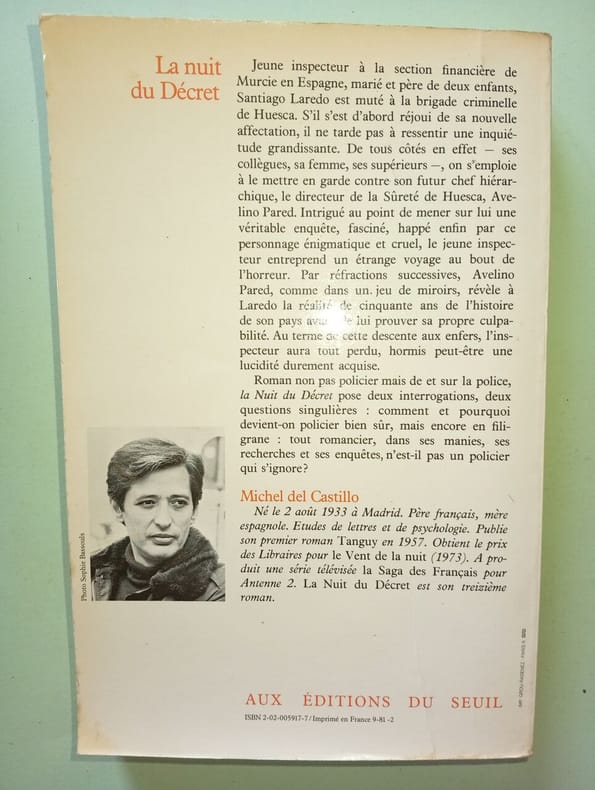 La nuit
du Décret
Jeune inspecteur à la section financière de
Murcie en Espagne, marié et père de deux enfants,
Santiago Laredo est muté à la brigade criminelle
de Huesca. S'il s'est d'abord réjoui de sa nouvelle
affectation, il ne tarde pas à ressentir une inquié-
tude grandissante. De tous côtés en effet — ses
collègues, sa femme, ses supérieurs —, on s'emploie
à le mettre en garde contre son futur chef hiérar-
chique, le directeur de la Sûreté de Huesca, Ave-
lino Pared. Intrigué au point de mener sur lui une
véritable enquête, fasciné, happé enfin par ce
personnage énigmatique et cruel, le jeune inspec-
teur entreprend un étrange voyage au bout de
l'horreur. Par réfractions successives, Avelino
Pared, comme dans un jeu de miroirs, révèle à
Laredo la réalité de cinquante ans de l'histoire
de son pays lui prouver sa propre culpa-
bilité. Au terme de cette descente aux enfers, l'ins-
pecteur aura tout perdu, hormis peut-être une
lucidité durement acquise.
Roman non pas policier mais de et sur la police,
la Nuit du Décret pose deux interrogations, deux
questions singulières : comment et pourquoi
devient-on policier bien sûr, mais encore en fili-
grane : tout romancier, dans ses manies, ses
recherches et ses enquêtes, n'est-il pas un policier
qui s'ignore?
Michel del Castillo
Né le 2 août 1933 à Madrid. Père français, mère
espagnole. Etudes de lettres et de psychologie. Publie
son premier roman Tanguy en 1957. Obtient le prix
des Libraires pour le Vent de la nuit (1973). A pro-
duit une série télévisée la Saga des Français pour
Antenne 2. La Nuit du Décret est son treizième
roman.
Photo Sophie Bassouls
AUX ÉDITIONS DU SEUIL
ISBN 2-02-005917-7/Imprimé en France 9-81-2